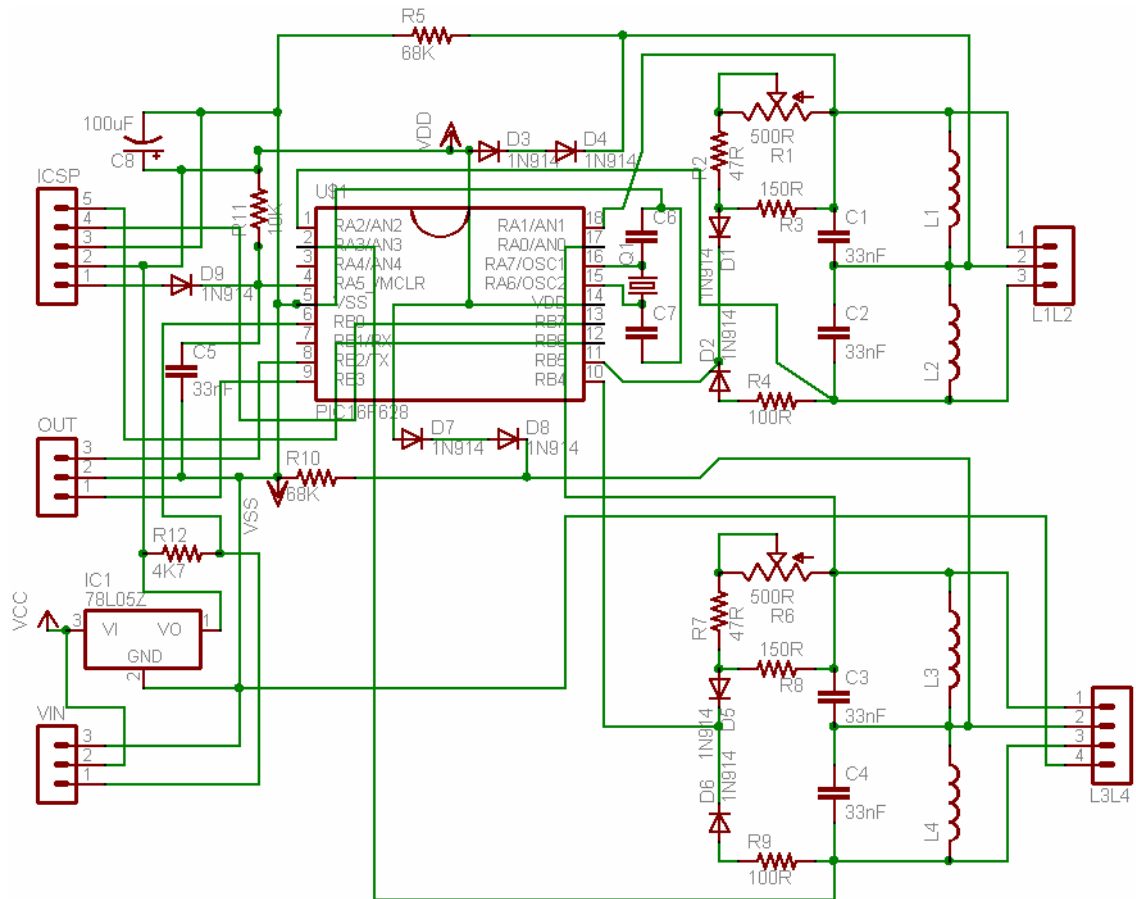 R5
68K
100uF
C8
VDD
D3
1N914
D4
1N914
500R
R1
R2
47R
150R
R3
ICSP
5
4
3
2
1
R11
10K
D9
1N914
US1
1
2
3
4
5
6
7
8
9
RA2/AN2
RA3/AN3
RA4/AN4
RA5_/MCLR
VSS
RB0
RB1/RX
RB2/TX
RB3
RA1/AN1
RA0/AN0
RA7/OSC1
RA6/OSC2
VDD
RB7
RB6
RB5
RB4
18
17
16
15
14
13
12
11
10
PIC16F628
C6
Q1
C7
D1
1N914
D2
1N914
C1
33nF
C2
33nF
R4
100R
L1
L2
1
2
3
L1L2
C5
33nF
OUT
3
2
1
D7
1N914
D8
1N914
R10
68K
VSS
R12
4K7
IC1
78L05Z
VCC
3
VI
VO
1
GND
2
VIN
3
2
1
500R
R6
R7
47R
150R
R8
D5
1N914
D6
1N914
C3
33nF
C4
33nF
R9
100R
L3
L4
1
2
3
4
L3L4